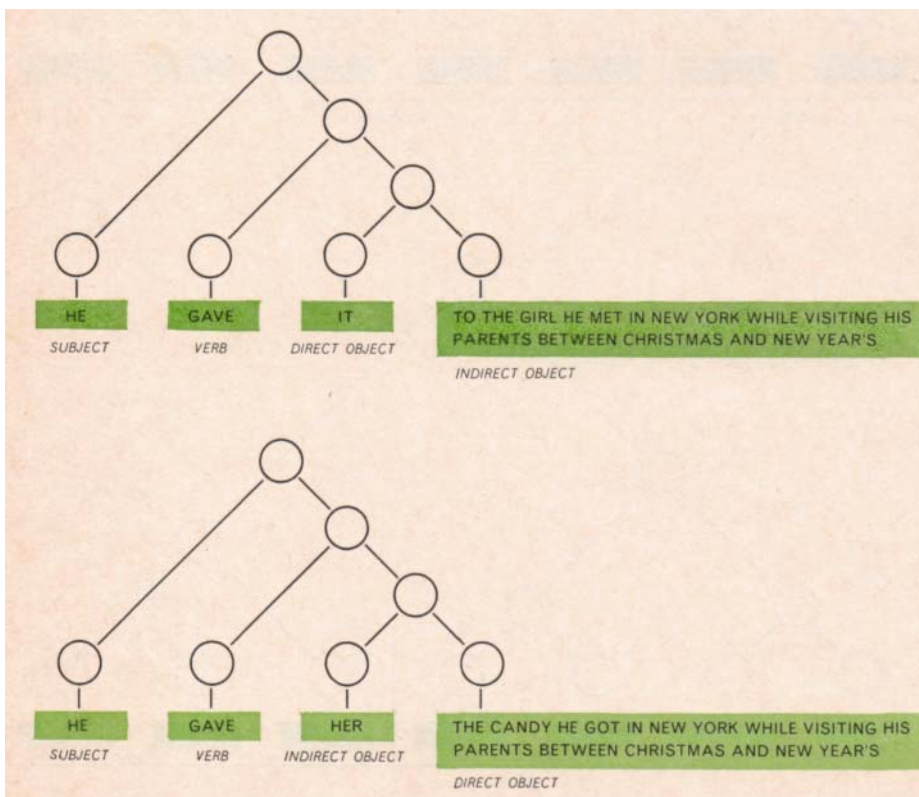 HE
GAVE
IT
TO THE GIRL HE MET IN NEW YORK WHILE VISITING HIS
PARENTS BETWEEN CHRISTMAS AND NEW YEAR'S
SUBJECT
VERB
DIRECT OBJECT
INDIRECT OBJECT
HE
GAVE
HER
THE CANDY HE GOT IN NEW YORK WHILE VISITING HIS
PARENTS BETWEEN CHRISTMAS AND NEW YEAR'S
SUBJECT
VERB
INDIRECT OBJECT
DIRECT OBJECT